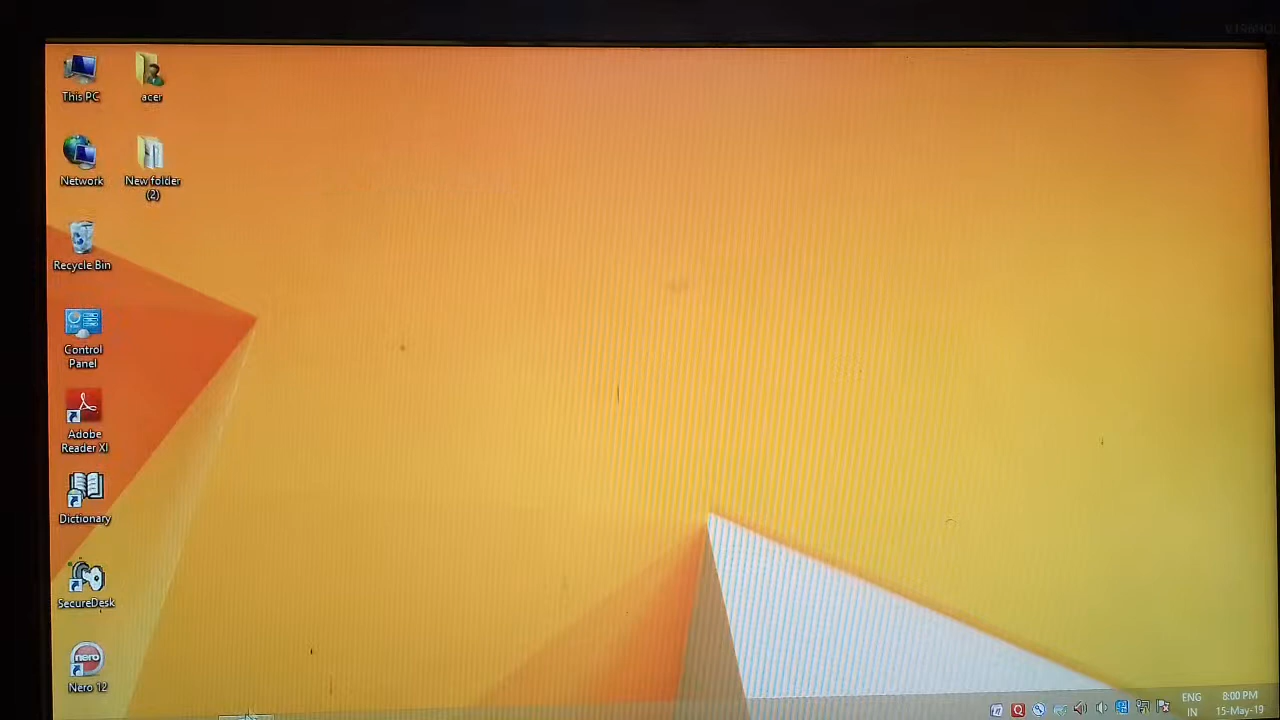 This PC
acer
Network
New folder
(2)
Recycle Bin
Control
Panel
Adobe
Reader XI
Dictionary
SecureDesk
nero
Nero 12
ENG
IN
8:00 PM
15-May-19